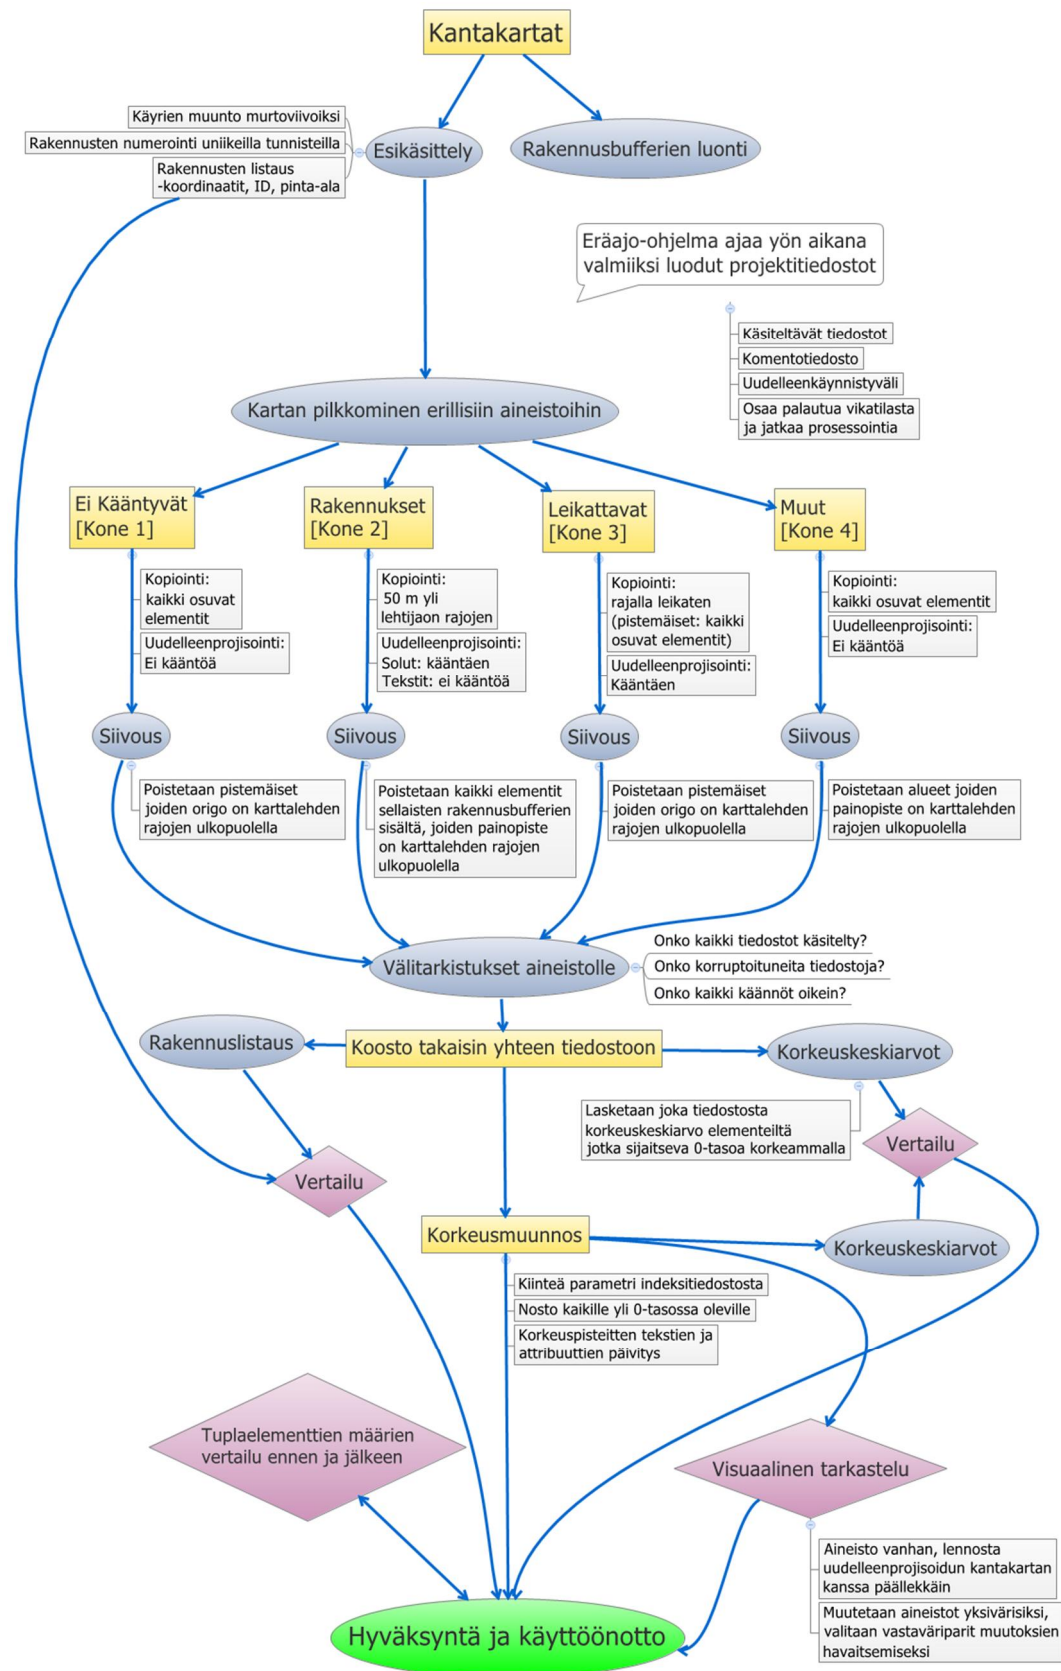 Kantakartat
Käyrien muunto murtoviivoiksi
Rakennusten numerointi uniikeilla tunnisteilla
Rakennusten listaus
-koordinaatit, ID, pinta-ala
Esikäsittely
Rakennusbufferien luonti
Eräajo-ohjelma ajaa yön aikana
valmiiksi luodut projektitiedostot
Käsiteltävät tiedostot
Komentotiedosto
Uudelleenkäynnistyväli
Osaa palautua vikatilasta
ja jatkaa prosessointia
Kartan pilkkominen erillisiin aineistoihin
Ei Kääntyvät
[Kone 1]
Rakennukset
[Kone 2]
Leikattavat
[Kone 3]
Muut
[Kone 4]
Kopiointi:
kaikki osuvat
elementit
Uudelleenprojisointi:
Ei kääntöä
Kopiointi:
50 m yli
lehtijaon rajojen
Uudelleenprojisointi:
Solut: kääntäen
Tekstit: ei kääntöä
Kopiointi:
rajalla leikaten
(pistemäiset: kaikki
osuvat elementit)
Uudelleenprojisointi:
Kääntäen
Kopiointi:
kaikki osuvat elementit
Uudelleenprojisointi:
Ei kääntöä
Siivous
Siivous
Siivous
Siivous
Poistetaan pistemäiset
joiden origo on karttalehden
rajojen ulkopuolella
Poistetaan kaikki elementit
sellaisten rakennusbufferien
sisältä, joiden painopiste
on karttalehden rajojen
ulkopuolella
Poistetaan pistemäiset
joiden origo on karttalehden
rajojen ulkopuolella
Poistetaan alueet joiden
painopiste on karttalehden
rajojen ulkopuolella
Välitarkistukset aineistolle
Onko kaikki tiedostot käsitelty?
Onko korruptoituneita tiedostoja?
Onko kaikki käännöt oikein?
Rakennuslistaus
Koosto takaisin yhteen tiedostoon
Korkeuskeskiarvot
Lasketaan joka tiedostosta
korkeuskeskiarvo elementeiltä
jotka sijaitseva 0-tasoa korkeammalla
Vertailu
Vertailu
Korkeusmuunnos
Korkeuskeskiarvot
Kiinteä parametri indeksitiedostosta
Nosto kaikille yli 0-tasossa oleville
Korkeuspisteitten tekstien ja
attribuuttien päivitys
Tuplaelementtien määrien
vertailu ennen ja jälkeen
Visuaalinen tarkastelu
Aineisto vanhan, lennosta
uudelleenprojisoidun kantakartan
kanssa päällekkäin
Muutetaan aineistot yksivärisiksi,
valitaan vastaväriparit muutoksien
havaitsemiseksi
Hyväksyntä ja käyttöönotto